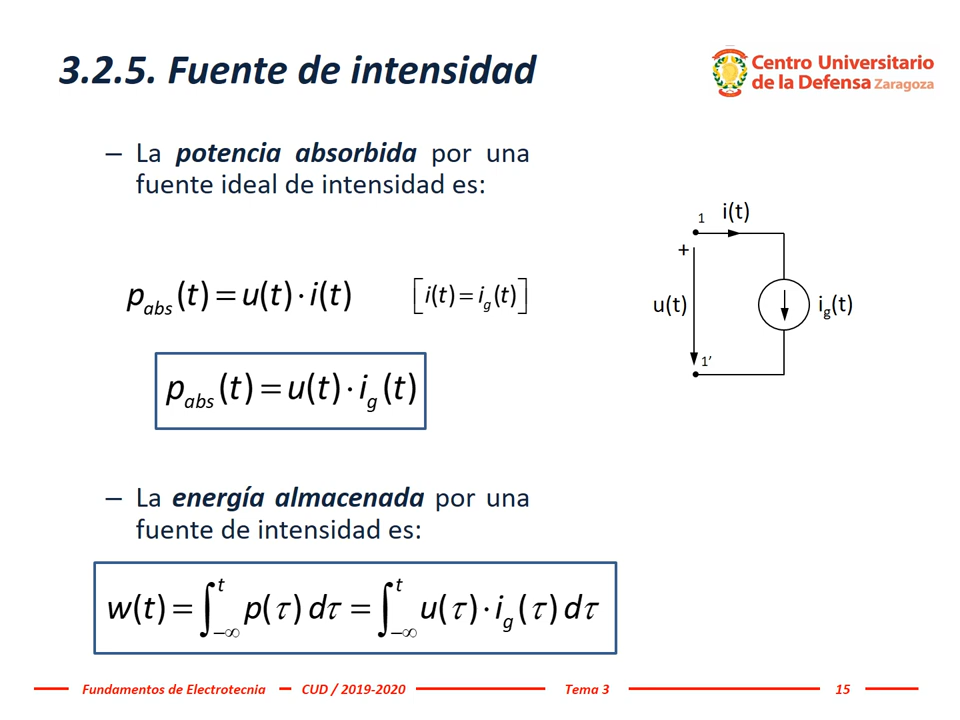 3.2.5. Fuente de intensidad
Centro Universitario
de la Defensa Zaragoza
– La potencia absorbida por una
fuente ideal de intensidad es:
p_abs(t) = u(t) · i(t) [i(t) = i_g(t)]
p_abs(t) = u(t) · i_g(t)
1 i(t)
+
u(t)
i_g(t)
1’
– La energía almacenada por una
fuente de intensidad es:
w(t) = ∫_{-∞}^{t} p(τ) dτ = ∫_{-∞}^{t} u(τ) · i_g(τ) dτ
Fundamentos de Electrotecnia CUD / 2019-2020 Tema 3 15